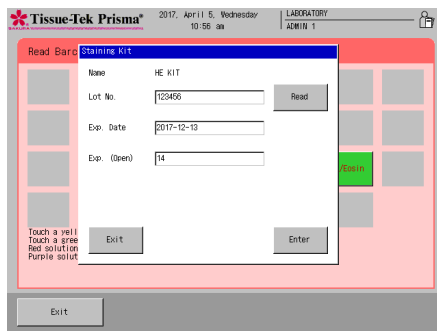 Tissue-Tek Prisma®
SAKURA
2017, April 5, Wednesday
10:56 am
LABORATORY
ADMIN 1
Read Barc
Staining Kit
Name HE KIT
Lot No. 123456 Read
Exp. Date 2017-12-13
Exp. (Open) 14
/Eosin
Touch a yell
Touch a gree
Red solution
Purple solut
Exit Enter
Exit